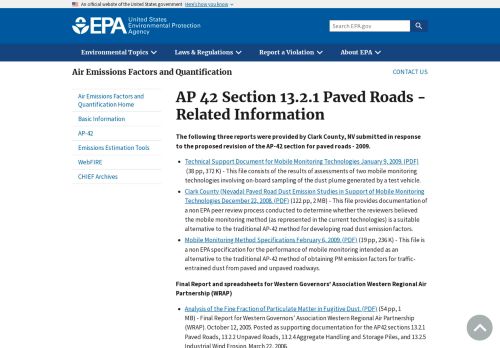 An official website of the United States government Here's how you know
EPA United States
Environmental Protection
Agency
Search EPA.gov
Environmental Topics Laws & Regulations Report a Violation About EPA
Air Emissions Factors and Quantification
CONTACT US
Air Emissions Factors and
Quantification Home
Basic Information
AP-42
Emissions Estimation Tools
WebFIRE
CHIEF Archives
AP 42 Section 13.2.1 Paved Roads -
Related Information
The following three reports were provided by Clark County, NV submitted in response
to the proposed revision of the AP-42 section for paved roads - 2009.
Technical Support Document for Mobile Monitoring Technologies January 9, 2009. (PDF)
(38 pp, 372 K) - This file consists of the results of assessments of two mobile monitoring
technologies involving on-board sampling of the dust plume generated by a test vehicle.
Clark County (Nevada) Paved Road Dust Emission Studies in Support of Mobile Monitoring
Technologies December 22, 2008. (PDF) (122 pp, 2 MB) - This file provides documentation of
a non EPA peer review process conducted to determine whether the reviewers believed
the mobile monitoring method (as represented in the current technologies) is a suitable
alternative to the traditional AP-42 method for developing road dust emission factors.
Mobile Monitoring Method Specifications February 6, 2009. (PDF) (19 pp, 236 K) - This file is
a non EPA specification for the performance of mobile monitoring intended as an
alternative to the traditional AP-42 method of obtaining PM emission factors for traffic-
entrained dust from paved and unpaved roadways.
Final Report and spreadsheets for Western Governors' Association Western Regional Air
Partnership (WRAP)
Analysis of the Fine Fraction of Particulate Matter in Fugitive Dust. (PDF) (54 pp, 1
MB) - Final Report for Western Governors' Association Western Regional Air Partnership
(WRAP). October 12, 2005. Posted as supporting documentation for the AP42 sections 13.2.1
Paved Roads, 13.2.2 Unpaved Roads, 13.2.4 Aggregate Handling and Storage Piles, and 13.2.5
Industrial Wind Erosion. March 22, 2006.